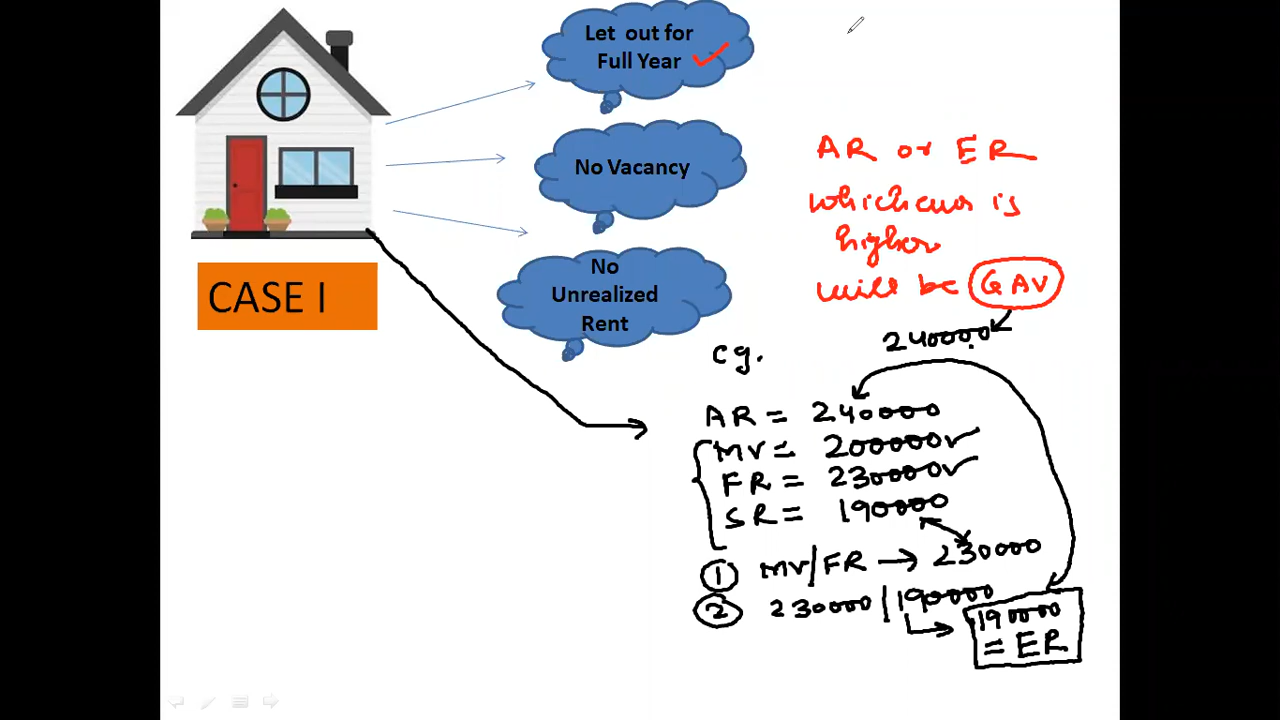 Let out for
Full Year
No Vacancy
No
Unrealized
Rent
CASE I
AR or ER
whichever is
higher
will be GAV
240000
eg.
AR = 240000
MV = 200000
FR = 230000
SR = 190000
① MV/FR → 230000
② 230000 | 190000
190000
= ER